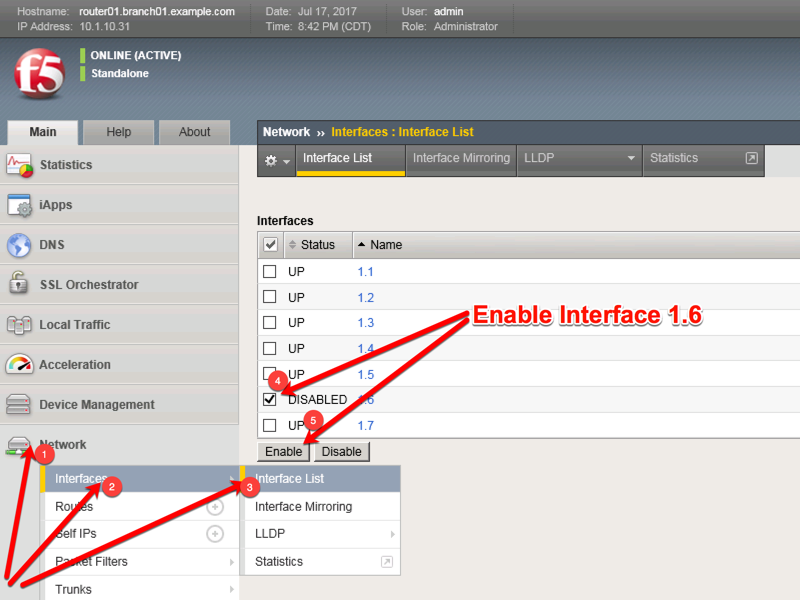 Hostname: router01.branch01.example.com Date: Jul 17, 2017 User: admin
IP Address: 10.1.10.31 Time: 8:42 PM (CDT) Role: Administrator
f5
ONLINE (ACTIVE)
Standalone
Main Help About
Network ›› Interfaces : Interface List
Interface List Interface Mirroring LLDP Statistics
Statistics
iApps
DNS
SSL Orchestrator
Local Traffic
Acceleration
Device Management
Network
Interfaces
Status Name
UP 1.1
UP 1.2
UP 1.3
UP 1.4
UP 1.5
DISABLED 1.6
UP 1.7
Enable Interface 1.6
4
5
Enable Disable
1
Interfaces
2
Routes
Self IPs
Packet Filters
Trunks
3
Interface List
Interface Mirroring
LLDP
Statistics